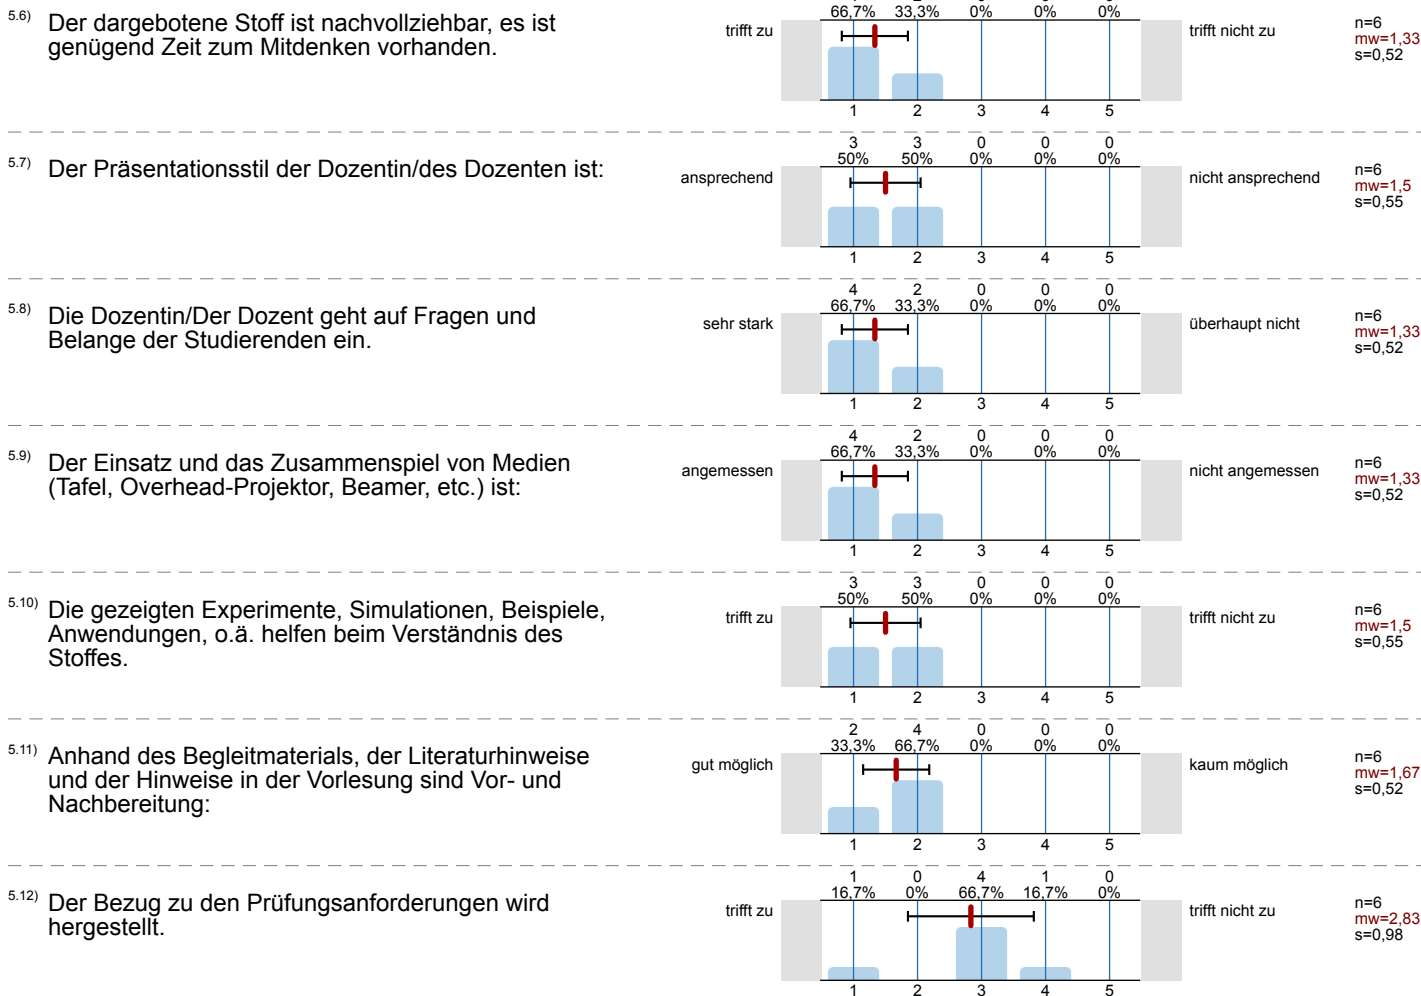 66,7% 33,3% 0% 0% 0%
5.6) Der dargebotene Stoff ist nachvollziehbar, es ist
genügend Zeit zum Mitdenken vorhanden.
trifft zu
trifft nicht zu
n=6
mw=1,33
s=0,52
1 2 3 4 5
3 3 0 0 0
50% 50% 0% 0% 0%
5.7) Der Präsentationsstil der Dozentin/des Dozenten ist:
ansprechend
nicht ansprechend
n=6
mw=1,5
s=0,55
1 2 3 4 5
4 2 0 0 0
66,7% 33,3% 0% 0% 0%
5.8) Die Dozentin/Der Dozent geht auf Fragen und
Belange der Studierenden ein.
sehr stark
überhaupt nicht
n=6
mw=1,33
s=0,52
1 2 3 4 5
4 2 0 0 0
66,7% 33,3% 0% 0% 0%
5.9) Der Einsatz und das Zusammenspiel von Medien
(Tafel, Overhead-Projektor, Beamer, etc.) ist:
angemessen
nicht angemessen
n=6
mw=1,33
s=0,52
1 2 3 4 5
3 3 0 0 0
50% 50% 0% 0% 0%
5.10) Die gezeigten Experimente, Simulationen, Beispiele,
Anwendungen, o.ä. helfen beim Verständnis des
Stoffes.
trifft zu
trifft nicht zu
n=6
mw=1,5
s=0,55
1 2 3 4 5
2 4 0 0 0
33,3% 66,7% 0% 0% 0%
5.11) Anhand des Begleitmaterials, der Literaturhinweise
und der Hinweise in der Vorlesung sind Vor- und
Nachbereitung:
gut möglich
kaum möglich
n=6
mw=1,67
s=0,52
1 2 3 4 5
1 0 4 1 0
16,7% 0% 66,7% 16,7% 0%
5.12) Der Bezug zu den Prüfungsanforderungen wird
hergestellt.
trifft zu
trifft nicht zu
n=6
mw=2,83
s=0,98
1 2 3 4 5